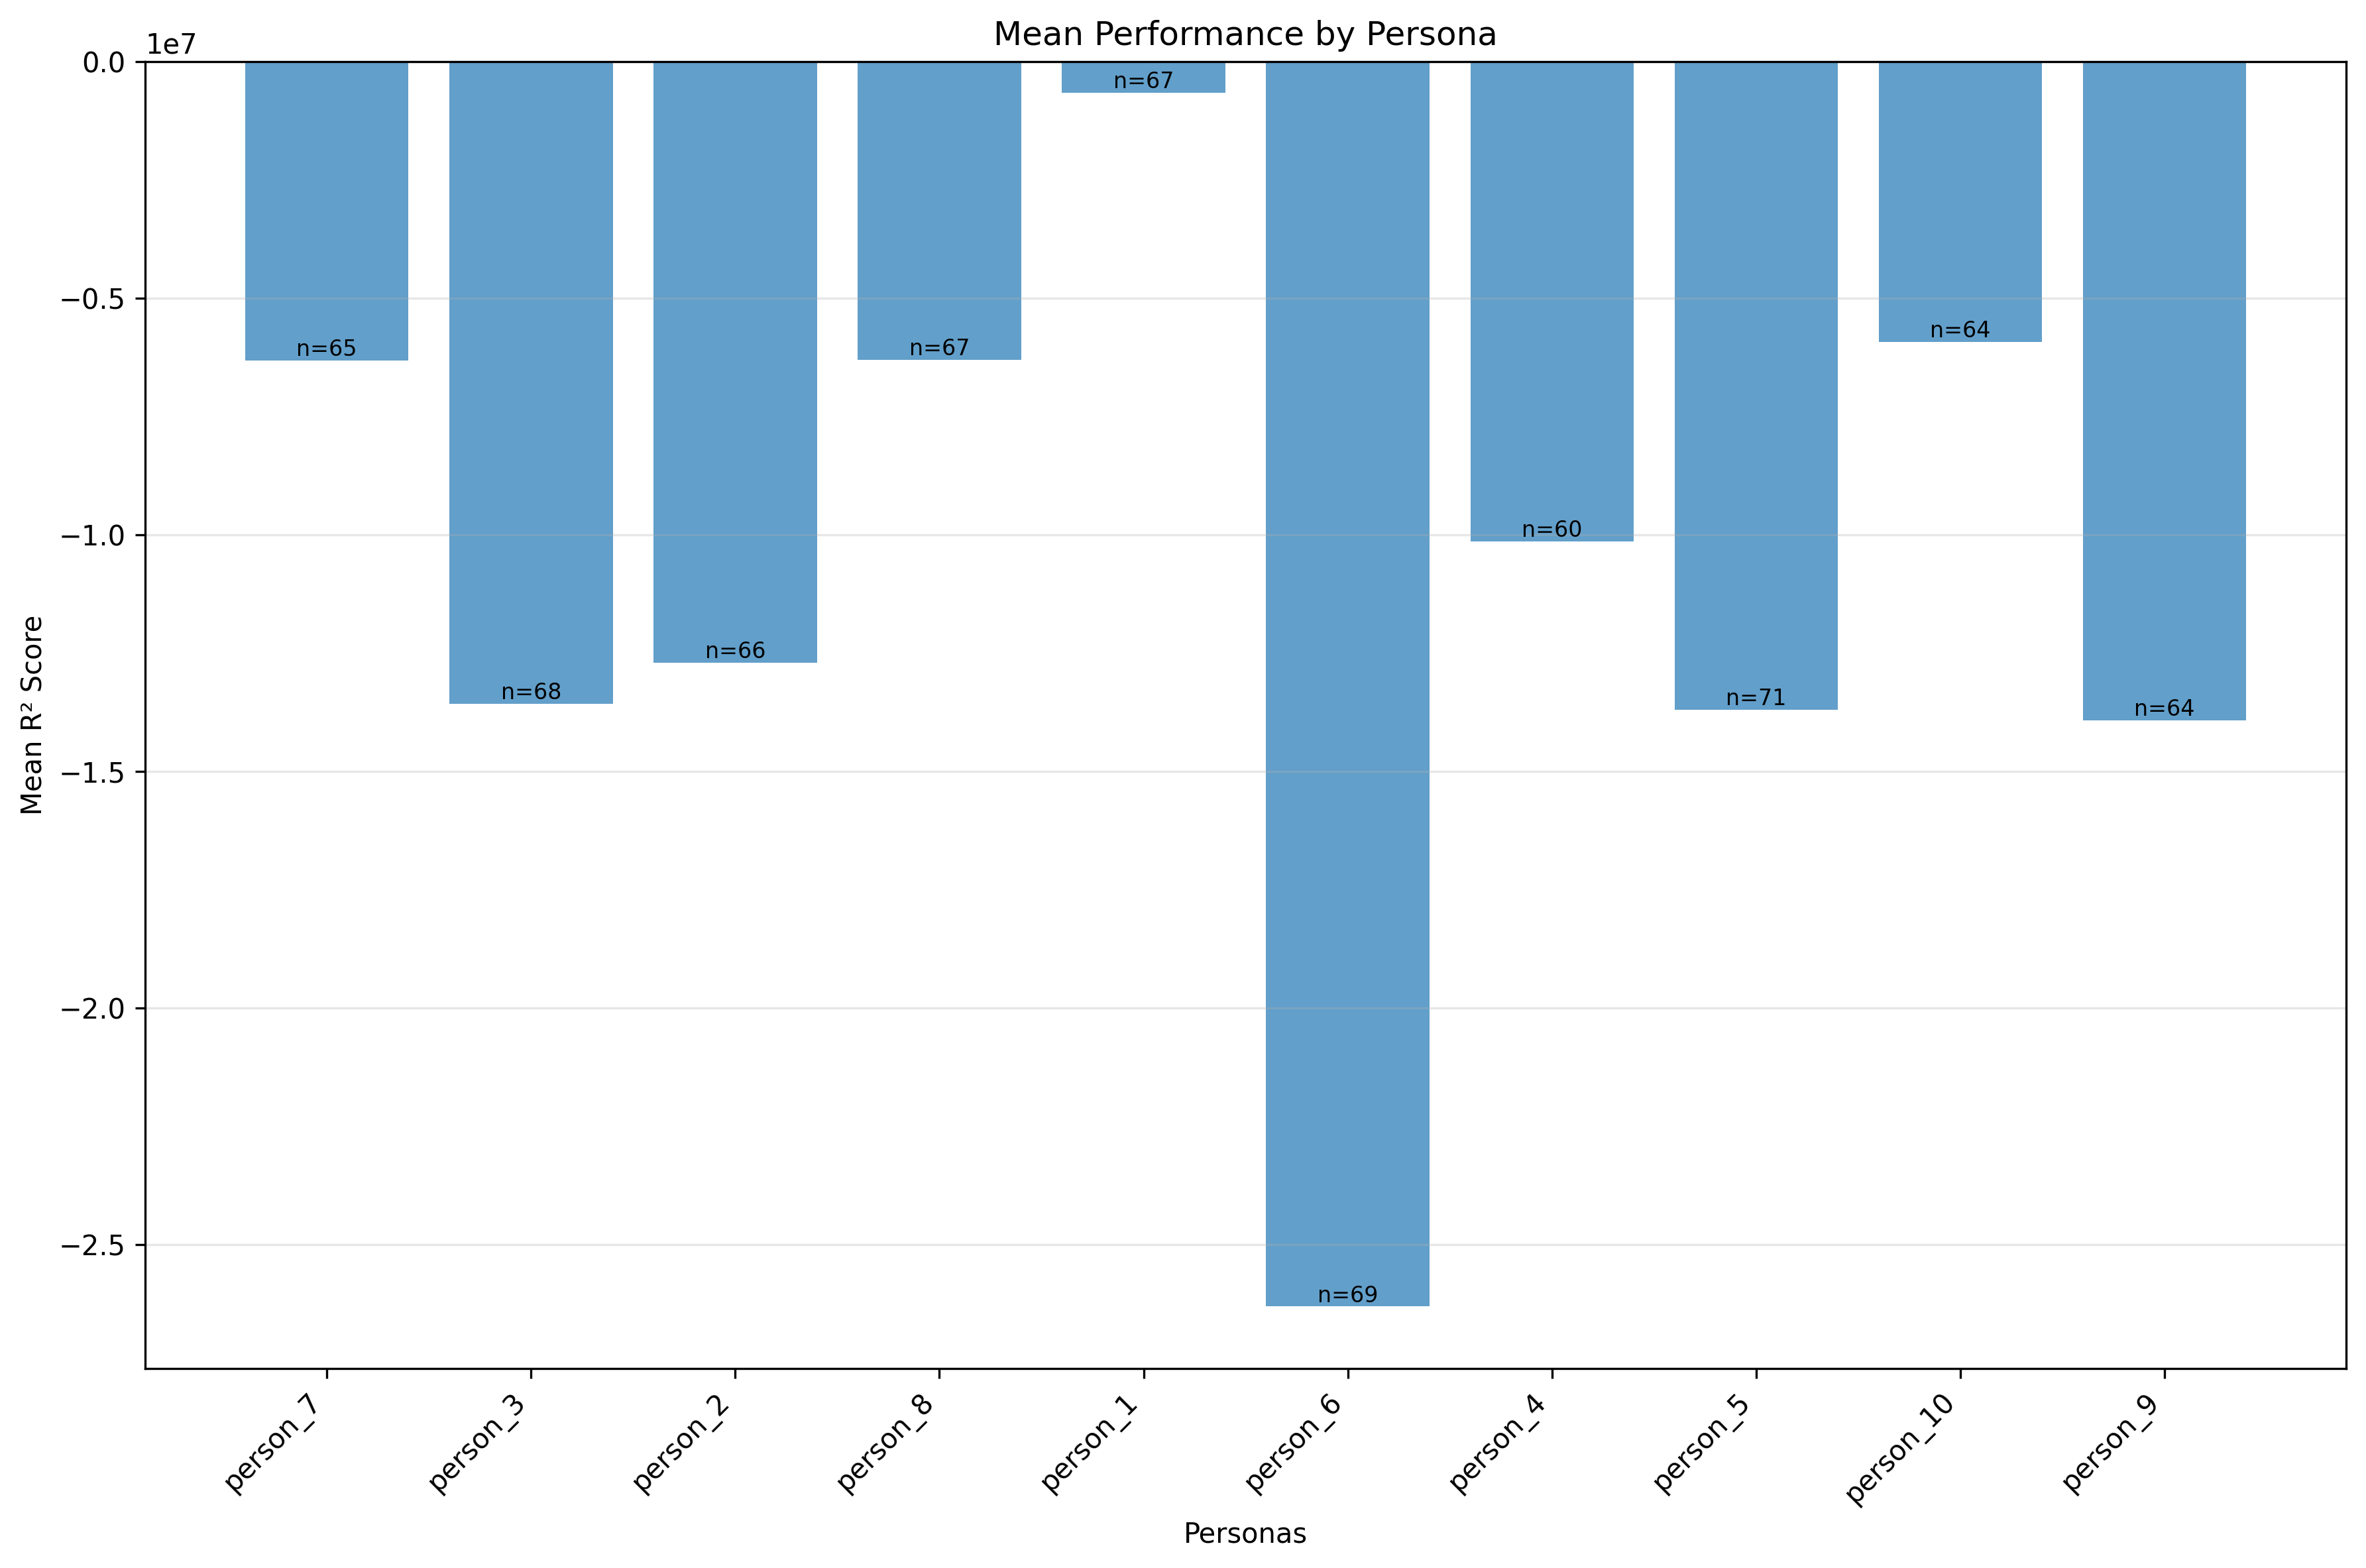 Mean Performance by Persona
1e7
0.0
−0.5
−1.0
−1.5
−2.0
−2.5
Mean R² Score
n=65
n=68
n=66
n=67
n=67
n=69
n=60
n=71
n=64
n=64
person_7
person_3
person_2
person_8
person_1
person_6
person_4
person_5
person_10
person_9
Personas